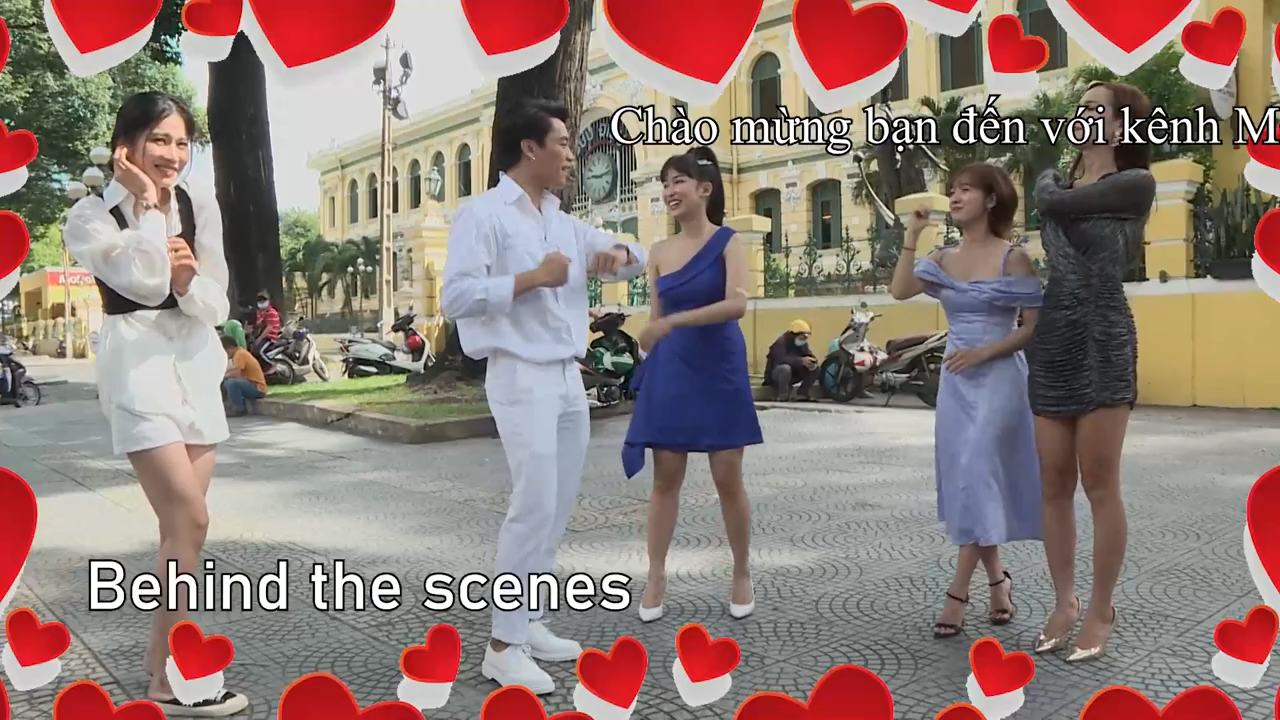 Chào mừng bạn đến với kênh M
Behind the scenes